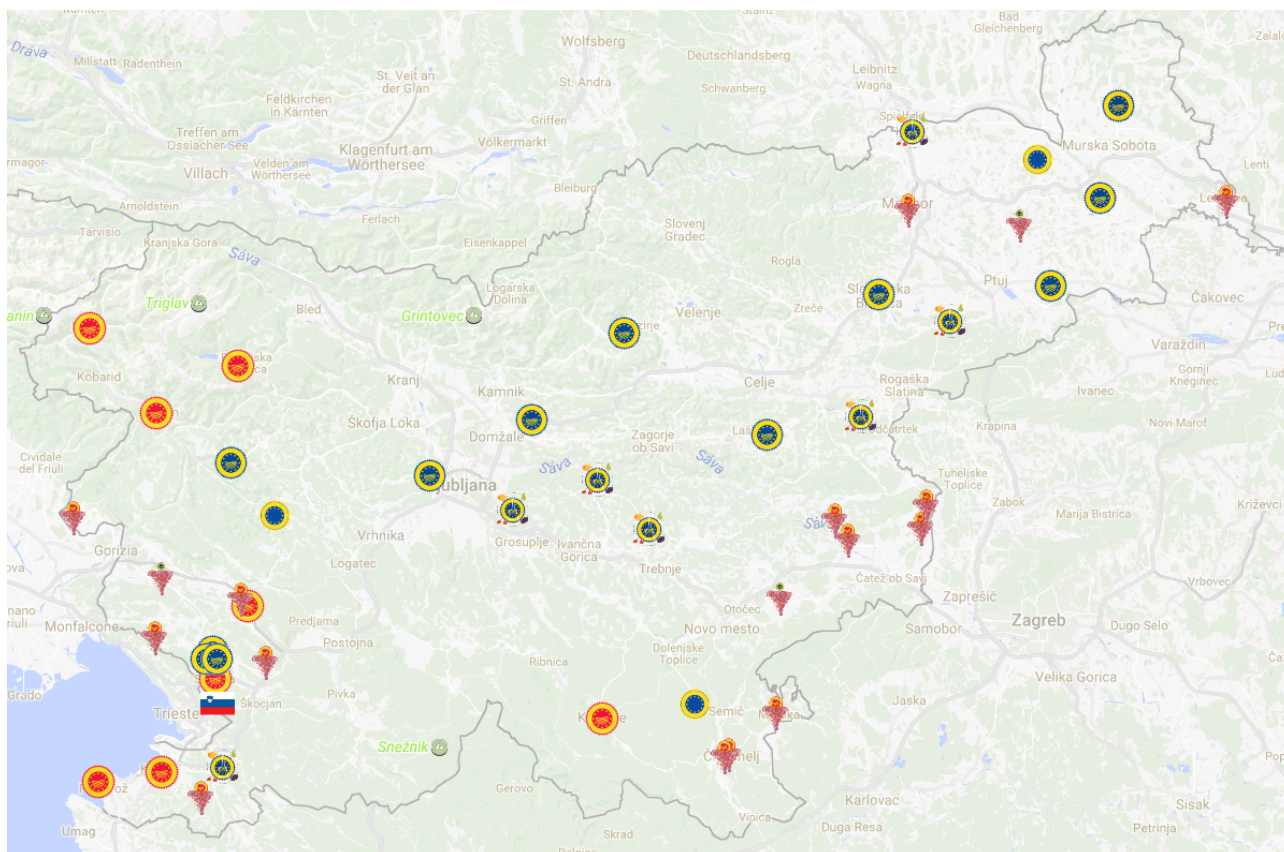 Stainz
Bad
Gleichenberg
Zalalö
Drava
Millstatt
Radenthein
Wolfsberg
Deutschlandsberg
Leibnitz
Wagna
St. Veit an
der Glan
St. Andrä
Schwanberg
Feldkirchen
in Kärnten
Griffen
Treffen am
Ossiacher See
Klagenfurt am
Wörthersee
Völkermarkt
Murska Sobota
Lenti
Velden am
Wörthersee
Villach
Bleiburg
Arnoldstein
Ferlach
Slovenj
Gradec
Tarvisio
Kranjska Gora
Eisenkappel
Sáva
Rogla
Logarska
Dolina
Ptuj
Čakovec
Triglav
Bled
Grintovec
Velenje
Zreče
Varaždin
Kobarid
Kranj
Kamnik
Celje
Rogaška
Slatina
Gornji
Kneginec
Ivanec
Škofja Loka
Domžale
Zagorje
ob Savi
Krapina
Novi Marof
Cividale
del Friuli
Sáva
Sáva
Tuheljske
Toplice
Zabok
Križevci
Marija Bistrica
Vrhnika
Grosuplje
Ivančna
Gorica
Gorizia
Logatec
Trebnje
Čatež ob Savi
Vrbovec
Zaprešić
Otočec
Monfalcone
Predjama
Novo mesto
Samobor
Zagreb
Dugo Selo
Postojna
Dolenjske
Toplice
Ribnica
Grado
Pivka
Velika Gorica
Jaska
Škocjan
Trieste
Semič
Snežnik
Gerovo
Karlovac
Vinica
Sisak
Umag
Skrad
Duga Resa
Petrinja